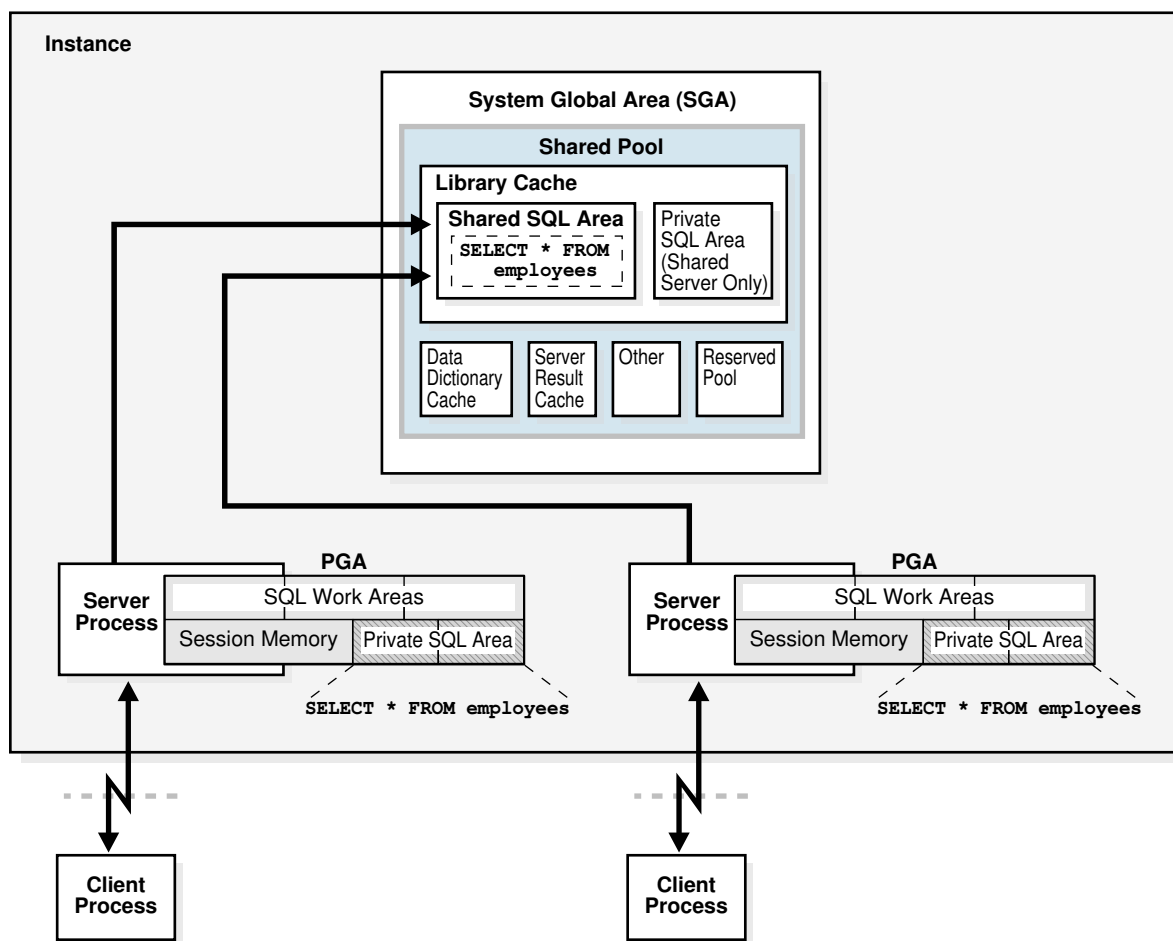 Instance
System Global Area (SGA)
Shared Pool
Library Cache
Shared SQL Area
SELECT * FROM
employees
Private
SQL Area
(Shared
Server Only)
Data
Dictionary
Cache
Server
Result
Cache
Other
Reserved
Pool
PGA
Server
Process
SQL Work Areas
Session Memory
Private SQL Area
SELECT * FROM employees
PGA
Server
Process
SQL Work Areas
Session Memory
Private SQL Area
SELECT * FROM employees
Client
Process
Client
Process